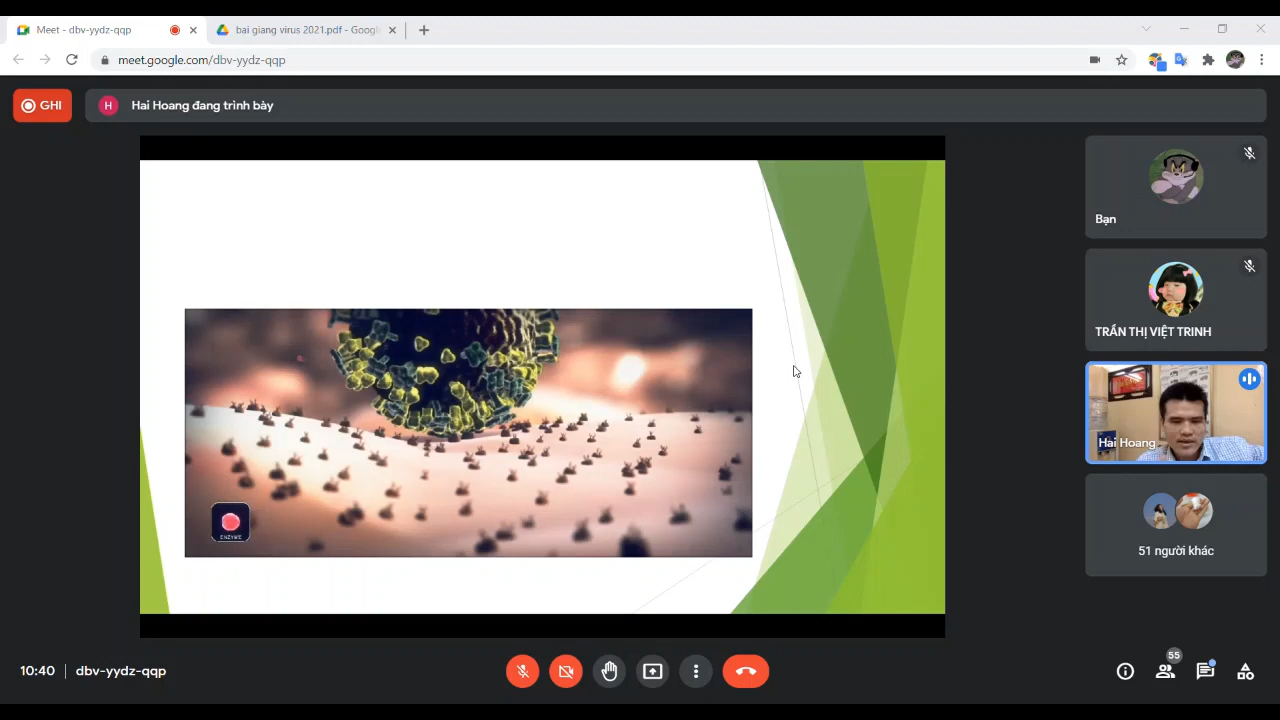 Meet - dbv-yydz-qqp
bai giang virus 2021.pdf - Googl
meet.google.com/dbv-yydz-qqp
GHI
H
Hai Hoang đang trình bày
Bạn
TRẦN THỊ VIỆT TRINH
Hai Hoang
51 người khác
ENZYME
10:40
dbv-yydz-qqp
55